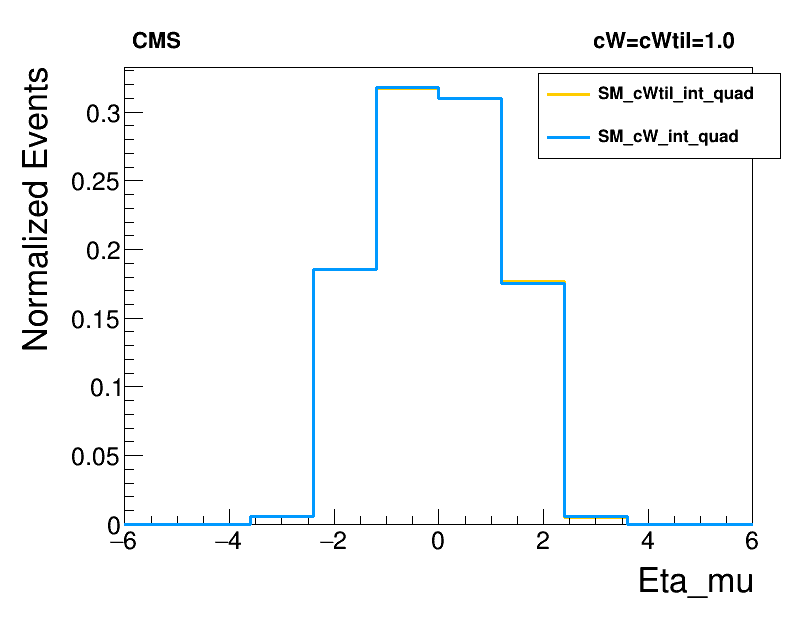 CMS
cW=cWtil=1.0
SM_cWtil_int_quad
SM_cW_int_quad
Normalized Events
0.3
0.25
0.2
0.15
0.1
0.05
0
−6 −4 −2 0 2 4 6
Eta_mu